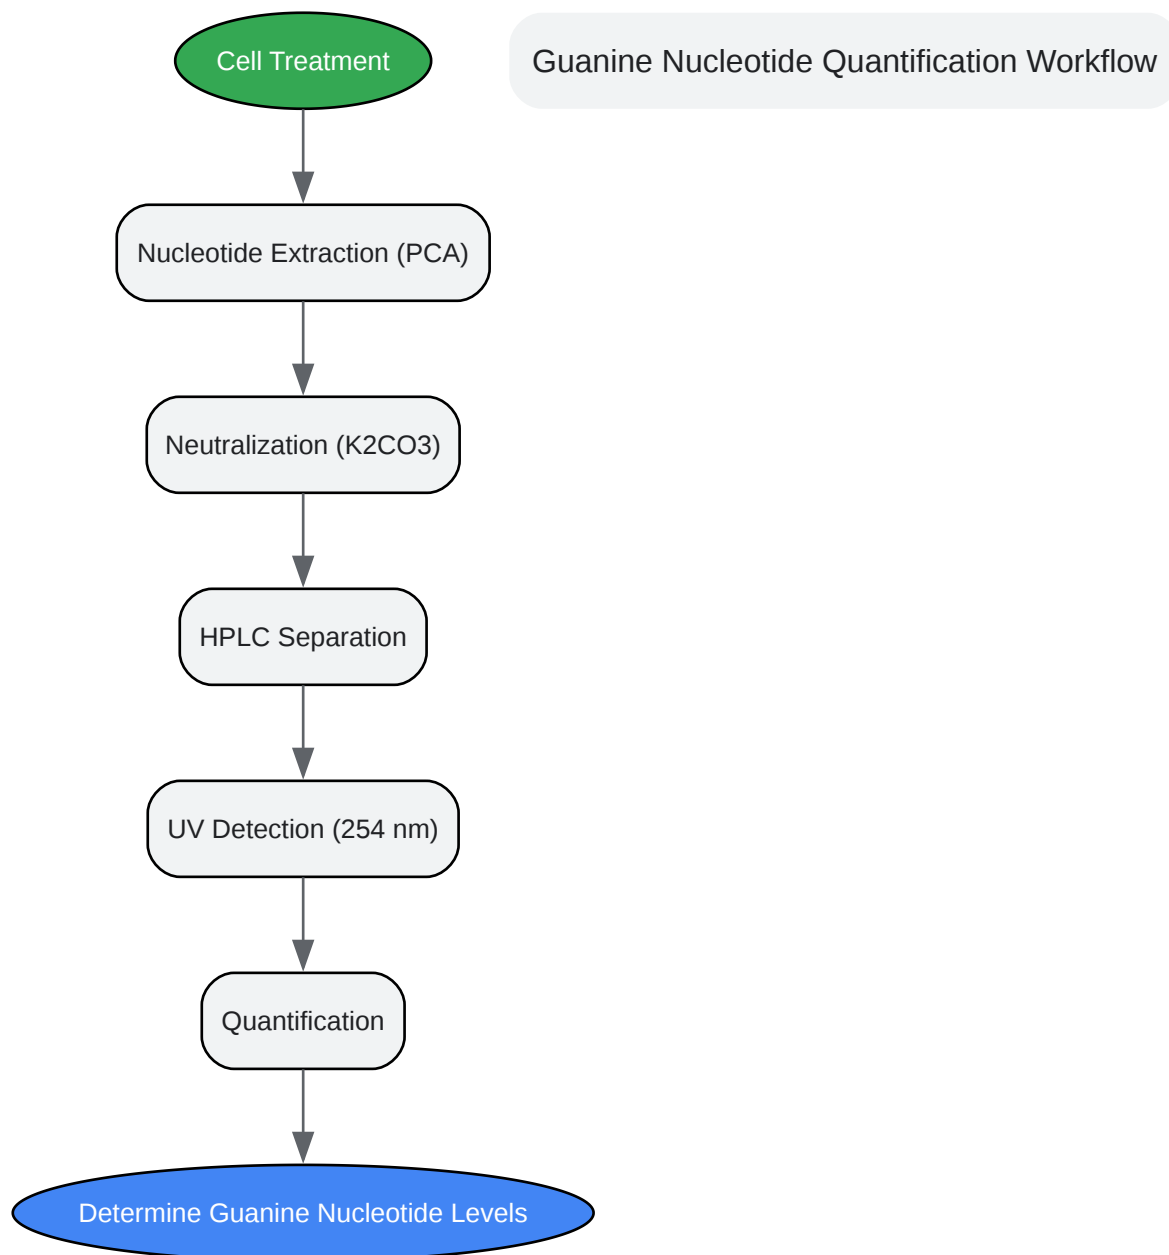 Cell Treatment
Guanine Nucleotide Quantification Workflow
Nucleotide Extraction (PCA)
Neutralization (K2CO3)
HPLC Separation
UV Detection (254 nm)
Quantification
Determine Guanine Nucleotide Levels